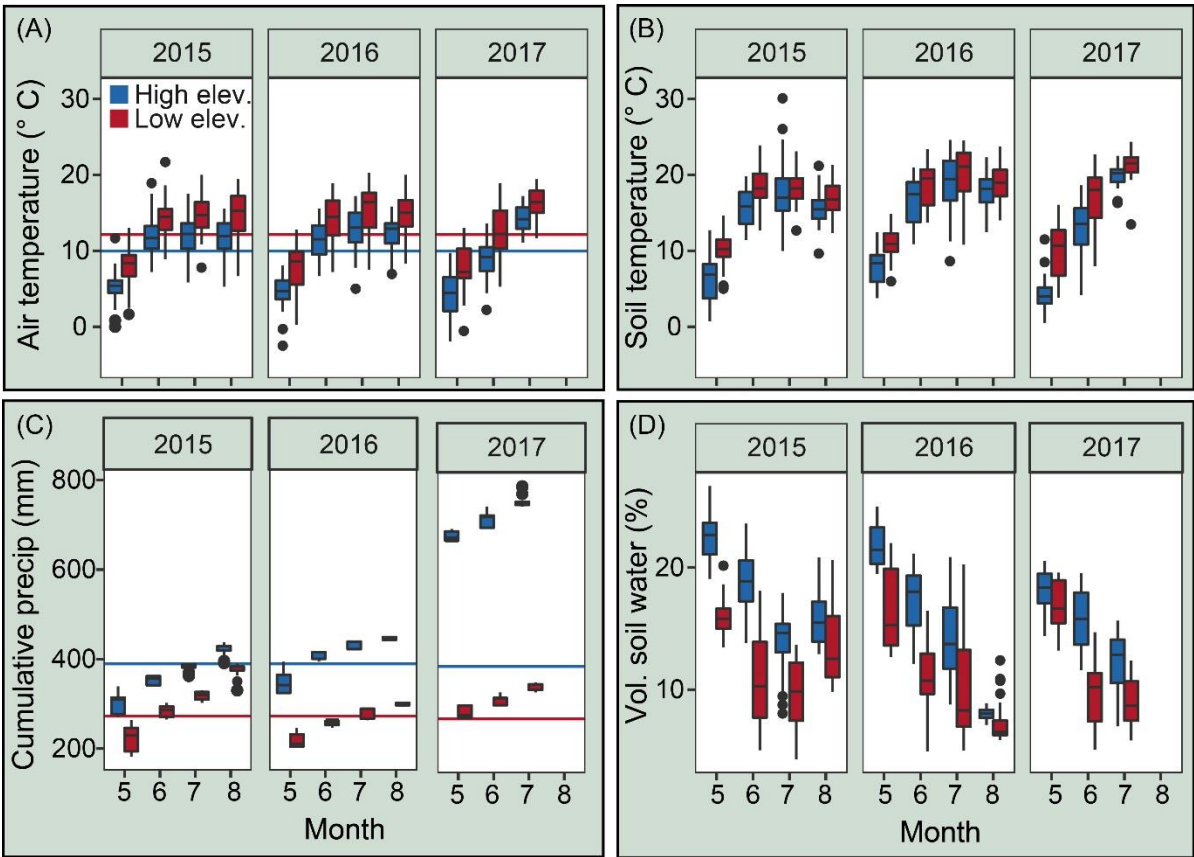 (A)
2015 2016 2017
Air temperature (° C)
30
20
10
0
High elev.
Low elev.
(B)
2015 2016 2017
Soil temperature (° C)
30
20
10
0
(C)
2015 2016 2017
Cumulative precip (mm)
800
600
400
200
5 6 7 8 5 6 7 8 5 6 7 8
Month
(D)
2015 2016 2017
Vol. soil water (%)
20
10
5 6 7 8 5 6 7 8 5 6 7 8
Month